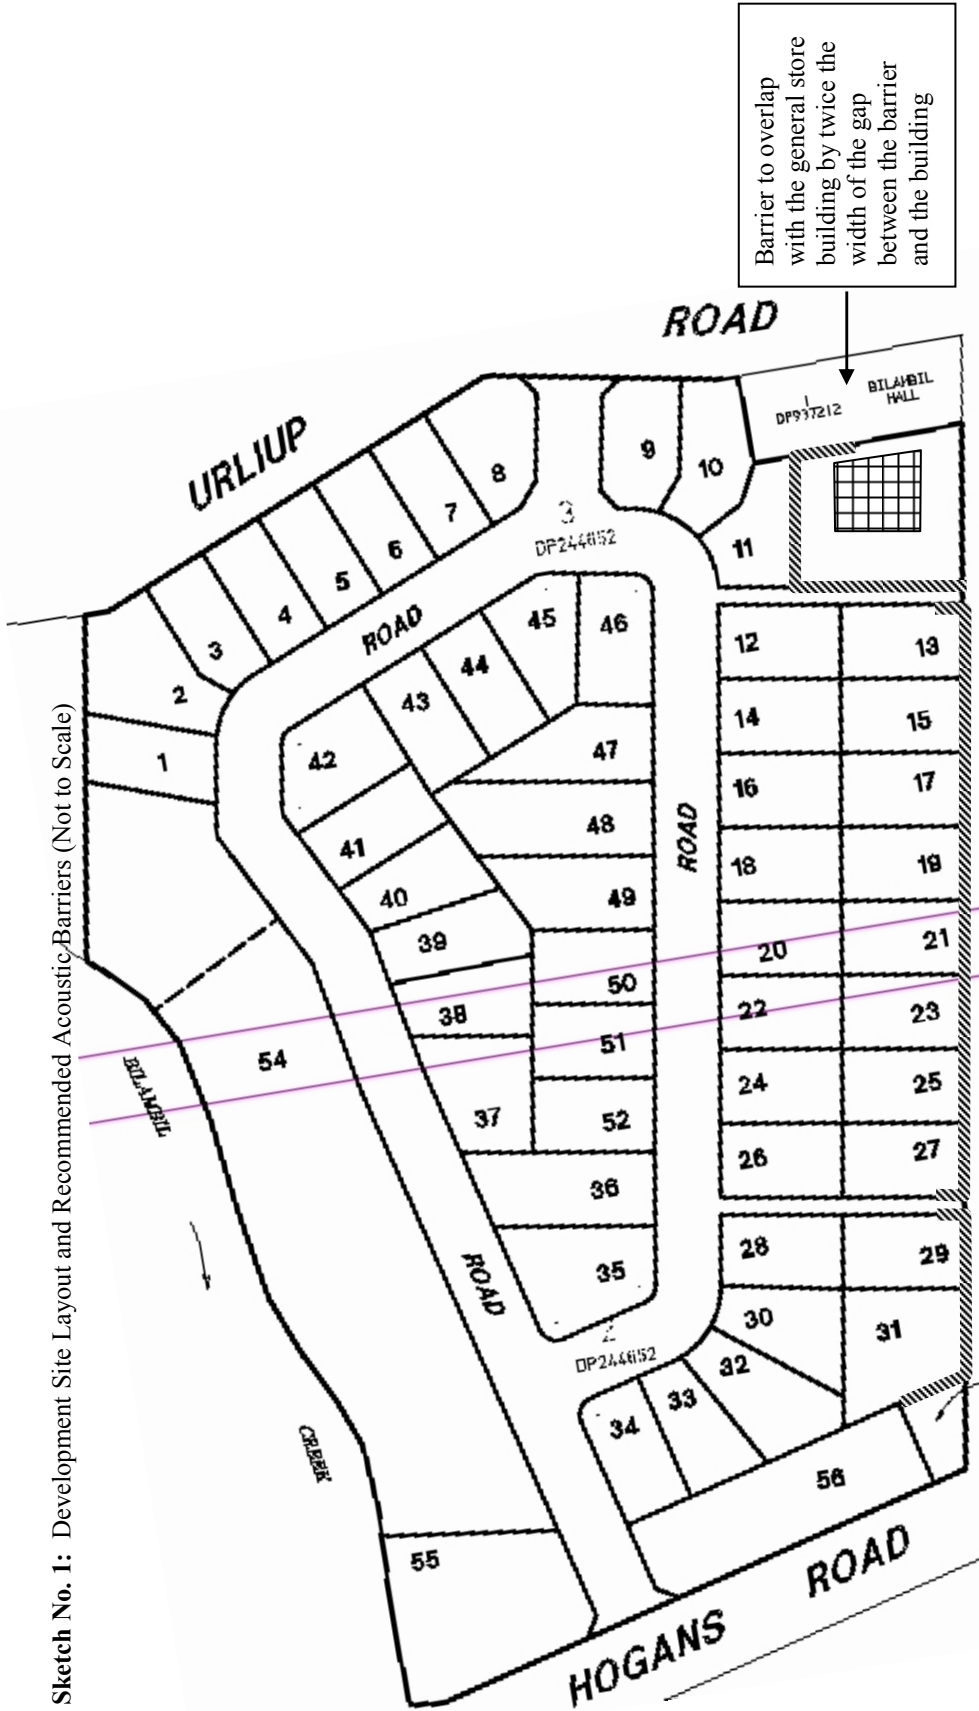 Sketch No. 1: Development Site Layout and Recommended Acoustic Barriers (Not to Scale)
Barrier to overlap
with the general store
building by twice the
width of the gap
between the barrier
and the building
URLIUP
ROAD
1
DP937212
BILAMBIL
HALL
8
9
10
7
6
5
4
3
2
1
3
DP244652
11
ROAD
45
46
44
43
42
47
12
13
14
15
16
17
41
48
ROAD
18
19
40
49
39
20
21
50
38
22
23
54
51
BILAMBIL
37
52
24
25
36
26
27
ROAD
35
28
29
2
DP244652
30
31
32
33
34
CREEK
56
55
HOGANS
ROAD